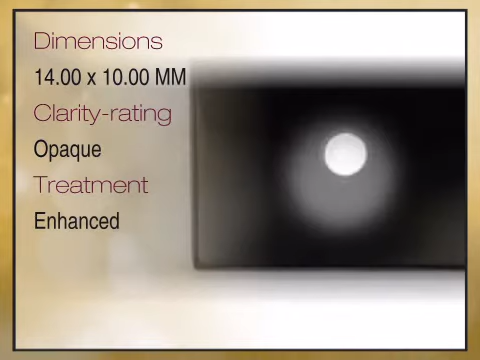 Dimensions
14.00 x 10.00 MM
Clarity-rating
Opaque
Treatment
Enhanced